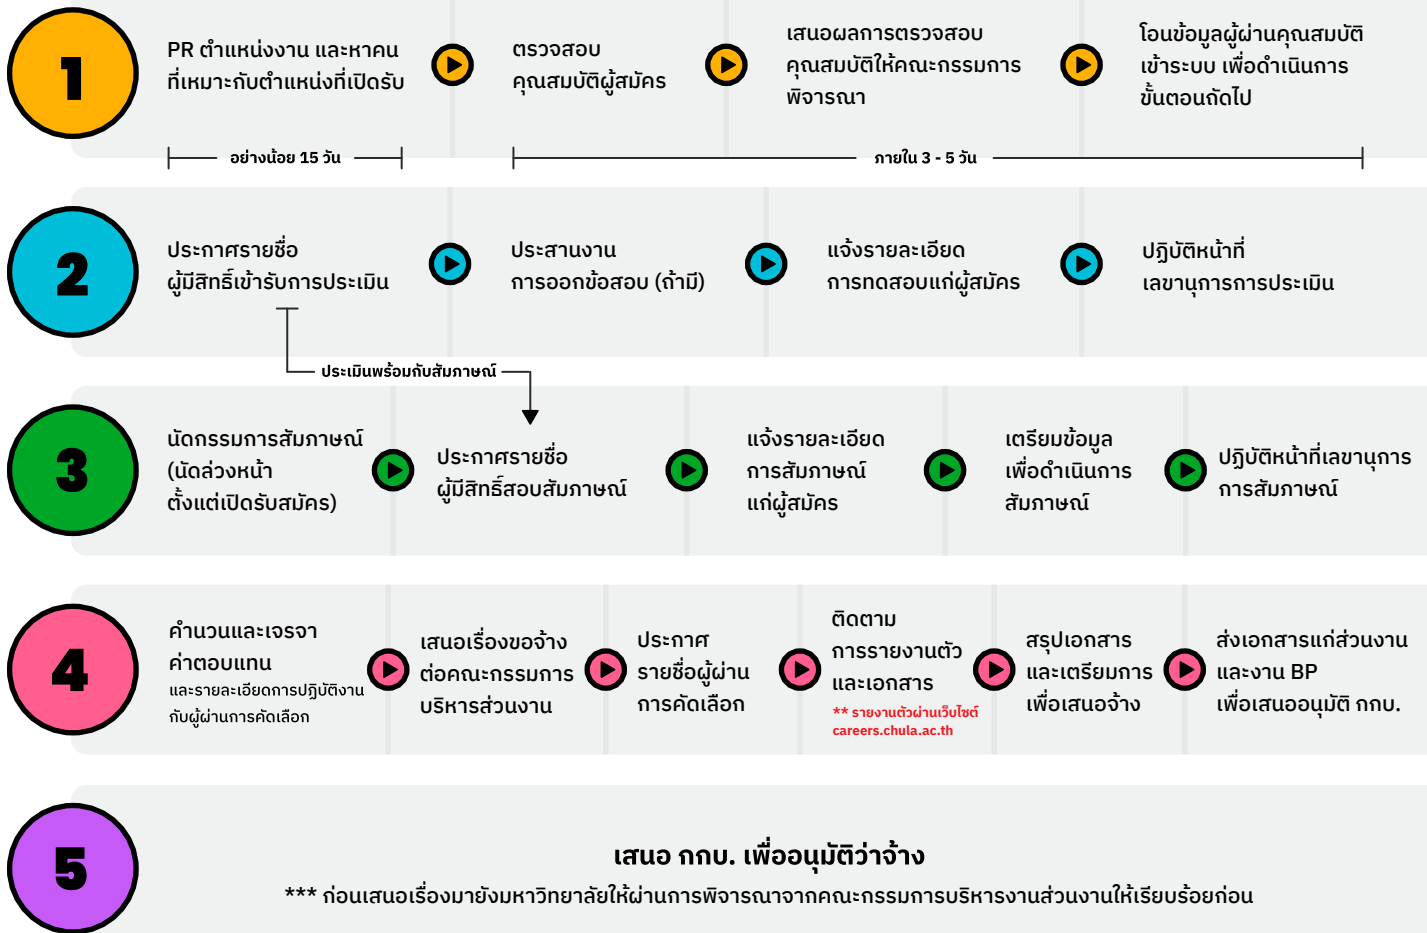 1
PR ตำแหน่งงาน และหาคน
ที่เหมาะกับตำแหน่งที่เปิดรับ
ตรวจสอบ
คุณสมบัติผู้สมัคร
เสนอผลการตรวจสอบ
คุณสมบัติให้คณะกรรมการ
พิจารณา
โอนข้อมูลผู้ผ่านคุณสมบัติ
เข้าระบบ เพื่อดำเนินการ
ขั้นตอนถัดไป
อย่างน้อย 15 วัน
ภายใน 3 - 5 วัน
2
ประกาศรายชื่อ
ผู้มีสิทธิ์เข้ารับการประเมิน
ประสานงาน
การออกข้อสอบ (ถ้ามี)
แจ้งรายละเอียด
การทดสอบแก่ผู้สมัคร
ปฏิบัติหน้าที่
เลขานุการการประเมิน
ประเมินพร้อมกับสัมภาษณ์
3
นัดกรรมการสัมภาษณ์
(นัดล่วงหน้า
ตั้งแต่เปิดรับสมัคร)
ประกาศรายชื่อ
ผู้มีสิทธิ์สอบสัมภาษณ์
แจ้งรายละเอียด
การสัมภาษณ์
แก่ผู้สมัคร
เตรียมข้อมูล
เพื่อดำเนินการ
สัมภาษณ์
ปฏิบัติหน้าที่เลขานุการ
การสัมภาษณ์
4
คำนวนและเจรจา
ค่าตอบแทน
และรายละเอียดการปฏิบัติงาน
กับผู้ผ่านการคัดเลือก
เสนอเรื่องขอจ้าง
ต่อคณะกรรมการ
บริหารส่วนงาน
ประกาศ
รายชื่อผู้ผ่าน
การคัดเลือก
ติดตาม
การรายงานตัว
และเอกสาร
** รายงานตัวผ่านเว็บไซต์
careers.chula.ac.th
สรุปเอกสาร
และเตรียมการ
เพื่อเสนอจ้าง
ส่งเอกสารแก่ส่วนงาน
และงาน BP
เพื่อเสนออนุมัติ กกบ.
5
เสนอ กกบ. เพื่ออนุมัติว่าจ้าง
*** ก่อนเสนอเรื่องมายังมหาวิทยาลัยให้ผ่านการพิจารณาจากคณะกรรมการบริหารงานส่วนงานให้เรียบร้อยก่อน